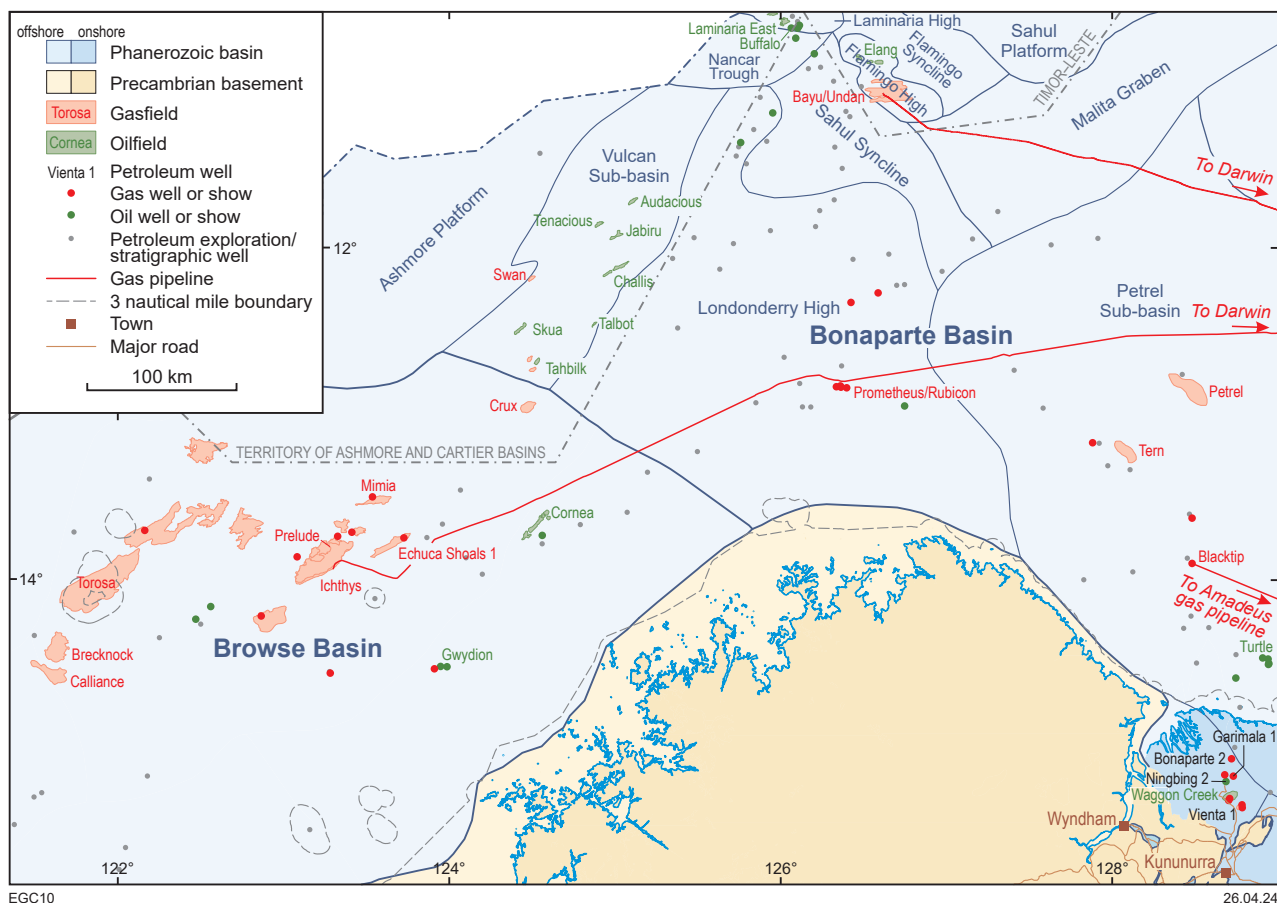 offshore onshore
Phanerozoic basin
Precambrian basement
Torosa Gasfield
Cornea Oilfield
Vienta 1 Petroleum well
Gas well or show
Oil well or show
Petroleum exploration/
stratigraphic well
Gas pipeline
3 nautical mile boundary
Town
Major road
100 km
Laminaria East
Buffalo
Laminaria High
Nancar
Trough
Elang
Flamingo
Syncline
Flamingo High
Sahul
Platform
TIMOR-LESTE
Malita Graben
Bayu/Undan
Sahul Syncline
To Darwin
Vulcan
Sub-basin
Ashmore Platform
Audacious
Tenacious
Jabiru
12°
Swan
Challis
Londonderry High
Petrel
Sub-basin
To Darwin
Skua
Talbot
Bonaparte Basin
Tahbilk
Crux
Prometheus/Rubicon
Petrel
TERRITORY OF ASHMORE AND CARTIER BASINS
Tern
Mimia
Cornea
Prelude
Echuca Shoals 1
Ichthys
14°
Torosa
Blacktip
To Amadeus
gas pipeline
Browse Basin
Brecknock
Calliance
Gwydion
Turtle
Garimala 1
Bonaparte 2
Ningbing 2
Waggon Creek
Vienta 1
Wyndham
Kununurra
122°
124°
126°
128°
EGC10
26.04.24